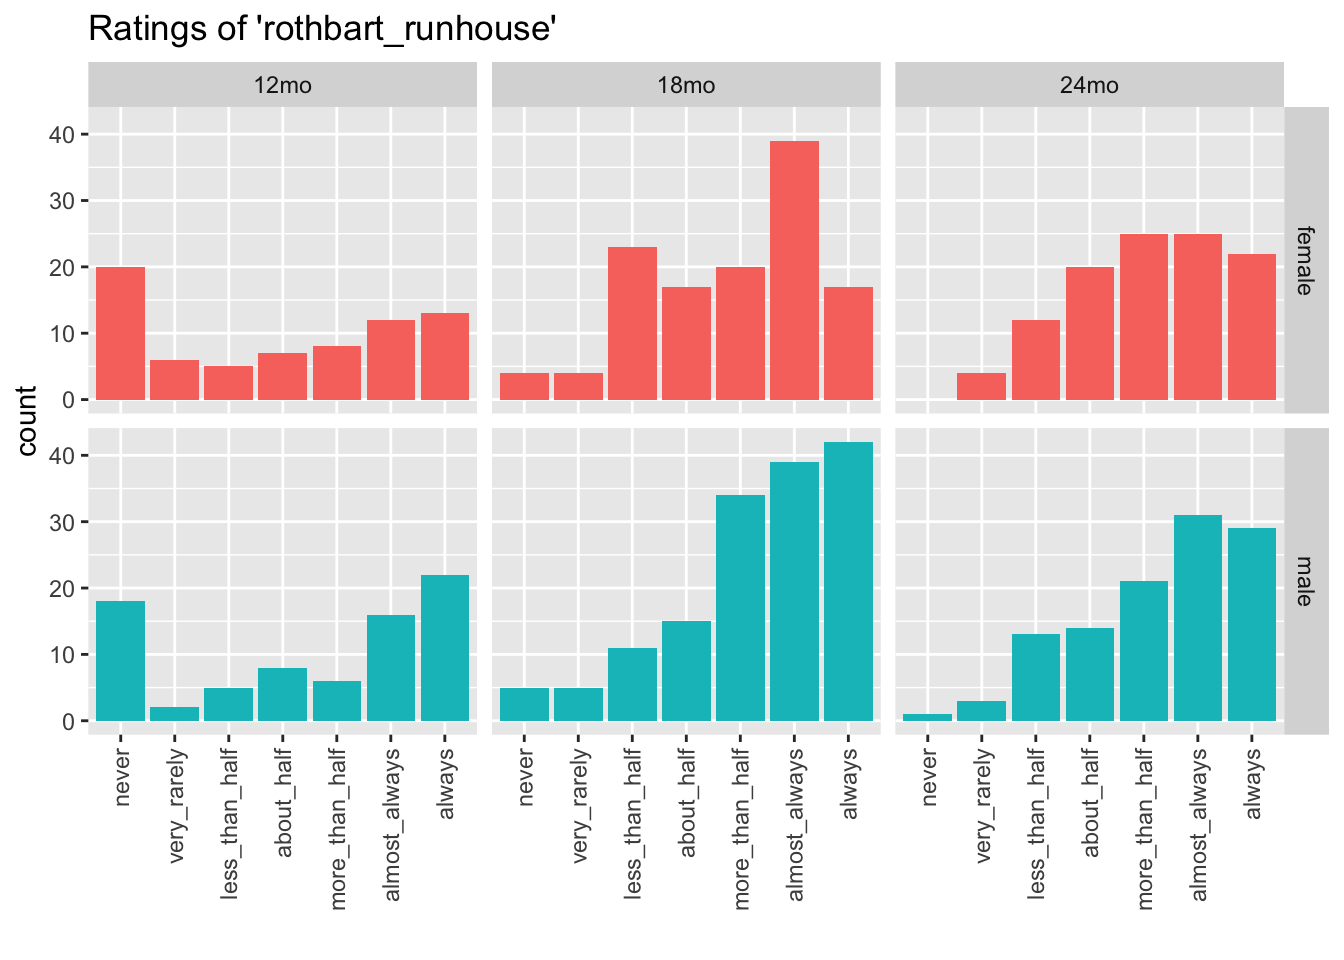 Ratings of 'rothbart_runhouse'
12mo 18mo 24mo
count
40
30
20
10
0
female
40
30
20
10
0
male
never very_rarely less_than_half about_half more_than_half almost_always always
never very_rarely less_than_half about_half more_than_half almost_always always
never very_rarely less_than_half about_half more_than_half almost_always always